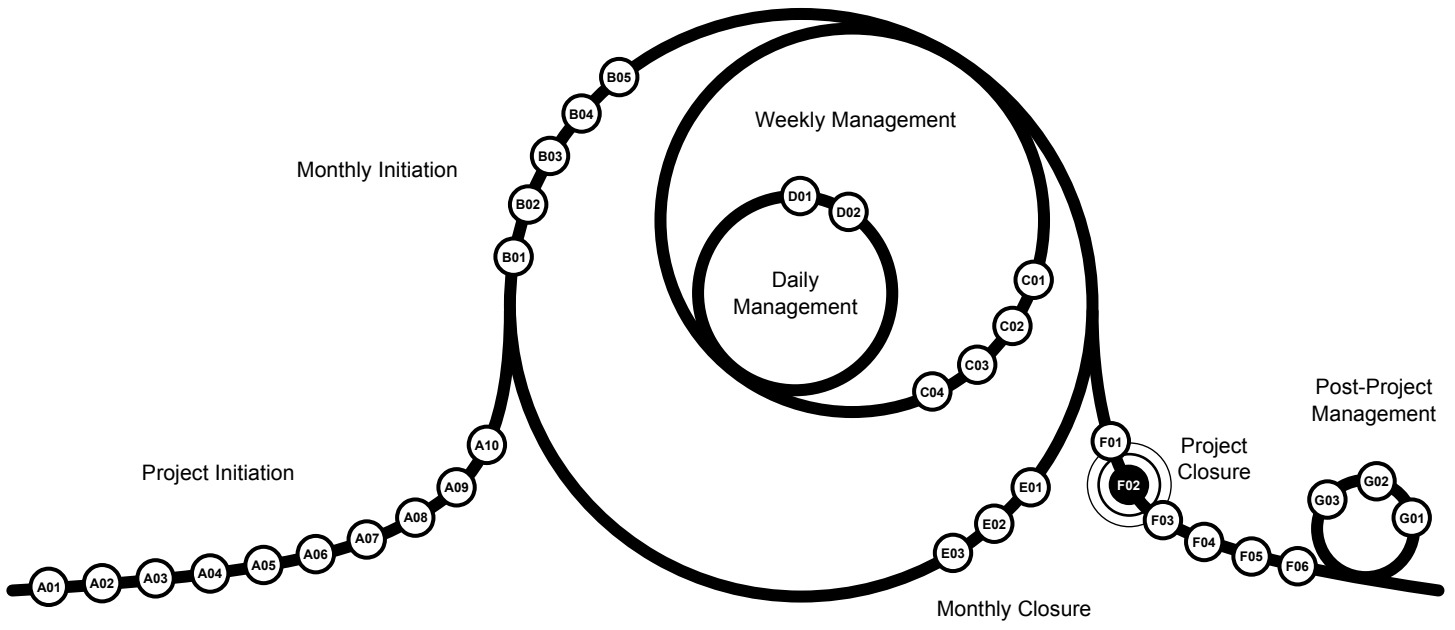 Project Initiation
A01
A02
A03
A04
A05
A06
A07
A08
A09
A10
Monthly Initiation
B01
B02
B03
B04
B05
Weekly Management
C01
C02
C03
C04
Daily
Management
D01
D02
Monthly Closure
E01
E02
E03
Project
Closure
F01
F02
F03
F04
F05
F06
Post-Project
Management
G01
G02
G03